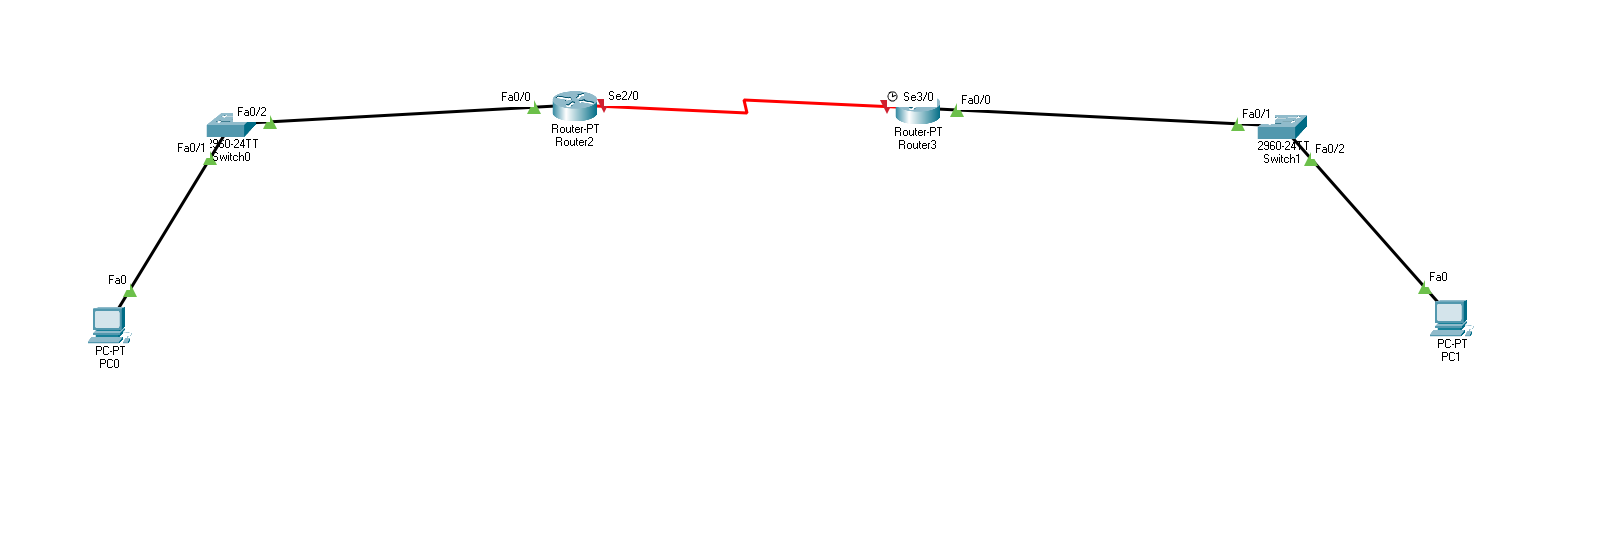 Fa0/2
2960-24TT
Switch0
Fa0/1
Fa0
PC-PT
PC0
Fa0/0
Se2/0
Router-PT
Router2
Se3/0
Fa0/0
Router-PT
Router3
Fa0/1
2960-24TT
Switch1
Fa0/2
Fa0
PC-PT
PC1